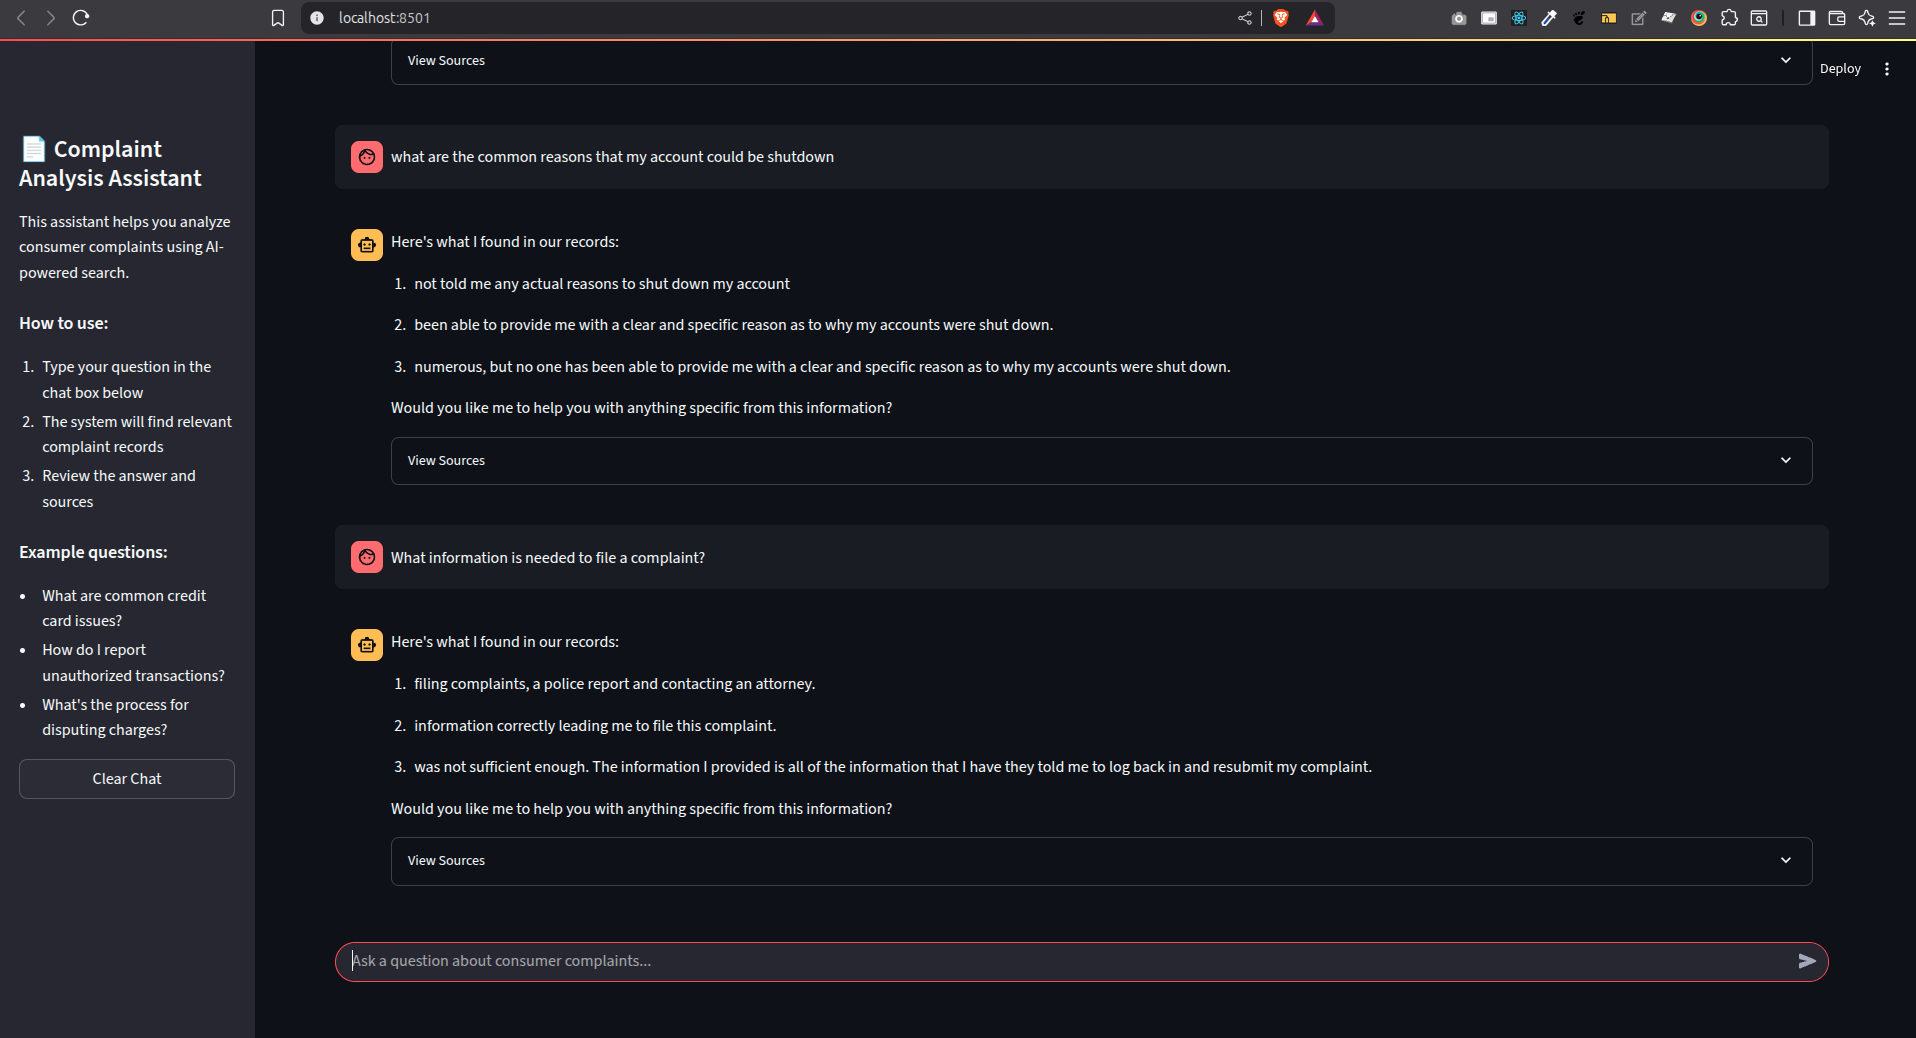 localhost:8501
View Sources
Deploy
📄 Complaint
Analysis Assistant
This assistant helps you analyze
consumer complaints using AI-
powered search.
How to use:
1. Type your question in the
chat box below
2. The system will find relevant
complaint records
3. Review the answer and
sources
Example questions:
• What are common credit
card issues?
• How do I report
unauthorized transactions?
• What's the process for
disputing charges?
Clear Chat
what are the common reasons that my account could be shutdown
Here's what I found in our records:
1. not told me any actual reasons to shut down my account
2. been able to provide me with a clear and specific reason as to why my accounts were shut down.
3. numerous, but no one has been able to provide me with a clear and specific reason as to why my accounts were shut down.
Would you like me to help you with anything specific from this information?
View Sources
What information is needed to file a complaint?
Here's what I found in our records:
1. filing complaints, a police report and contacting an attorney.
2. information correctly leading me to file this complaint.
3. was not sufficient enough. The information I provided is all of the information that I have they told me to log back in and resubmit my complaint.
Would you like me to help you with anything specific from this information?
View Sources
Ask a question about consumer complaints...